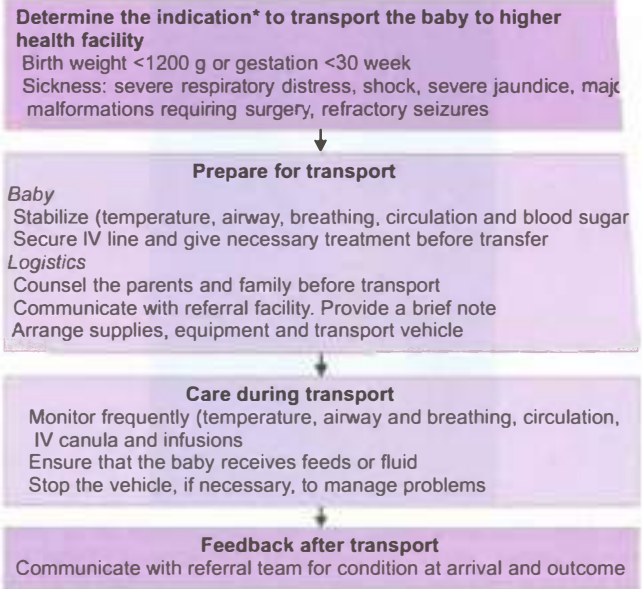 Determine the indication* to transport the baby to higher
health facility
Birth weight <1200 g or gestation <30 week
Sickness: severe respiratory distress, shock, severe jaundice, majc
malformations requiring surgery, refractory seizures
Prepare for transport
Baby
Stabilize (temperature, airway, breathing, circulation and blood sugar
Secure IV line and give necessary treatment before transfer
Logistics
Counsel the parents and family before transport
Communicate with referral facility. Provide a brief note
Arrange supplies, equipment and transport vehicle
Care during transport
Monitor frequently (temperature, airway and breathing, circulation,
IV canula and infusions
Ensure that the baby receives feeds or fluid
Stop the vehicle, if necessary, to manage problems
Feedback after transport
Communicate with referral team for condition at arrival and outcome